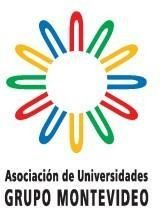 Asociación de Universidades
GRUPO MONTEVIDEO